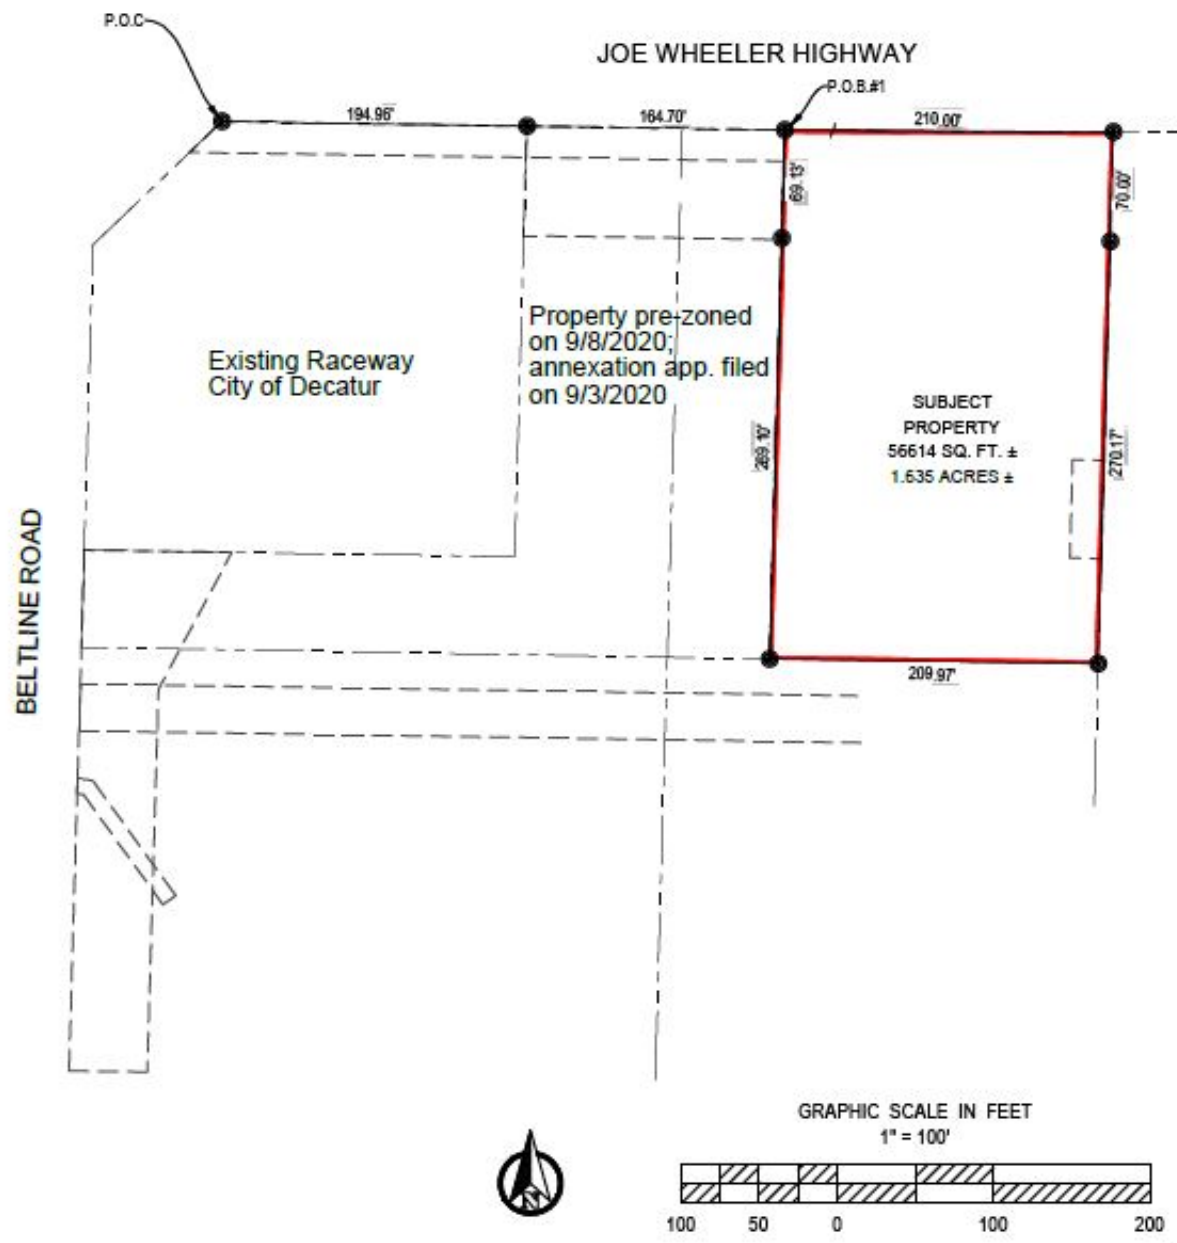 P.O.C
JOE WHEELER HIGHWAY
P.O.B.#1
194.96'
164.70'
210.00'
69.13'
70.00'
Property pre-zoned
on 9/8/2020;
annexation app. filed
on 9/3/2020
Existing Raceway
City of Decatur
SUBJECT
PROPERTY
56614 SQ. FT. ±
1.635 ACRES ±
269.10'
270.17'
BELTLINE ROAD
209.97'
GRAPHIC SCALE IN FEET
1" = 100'
N
100 50 0 100 200